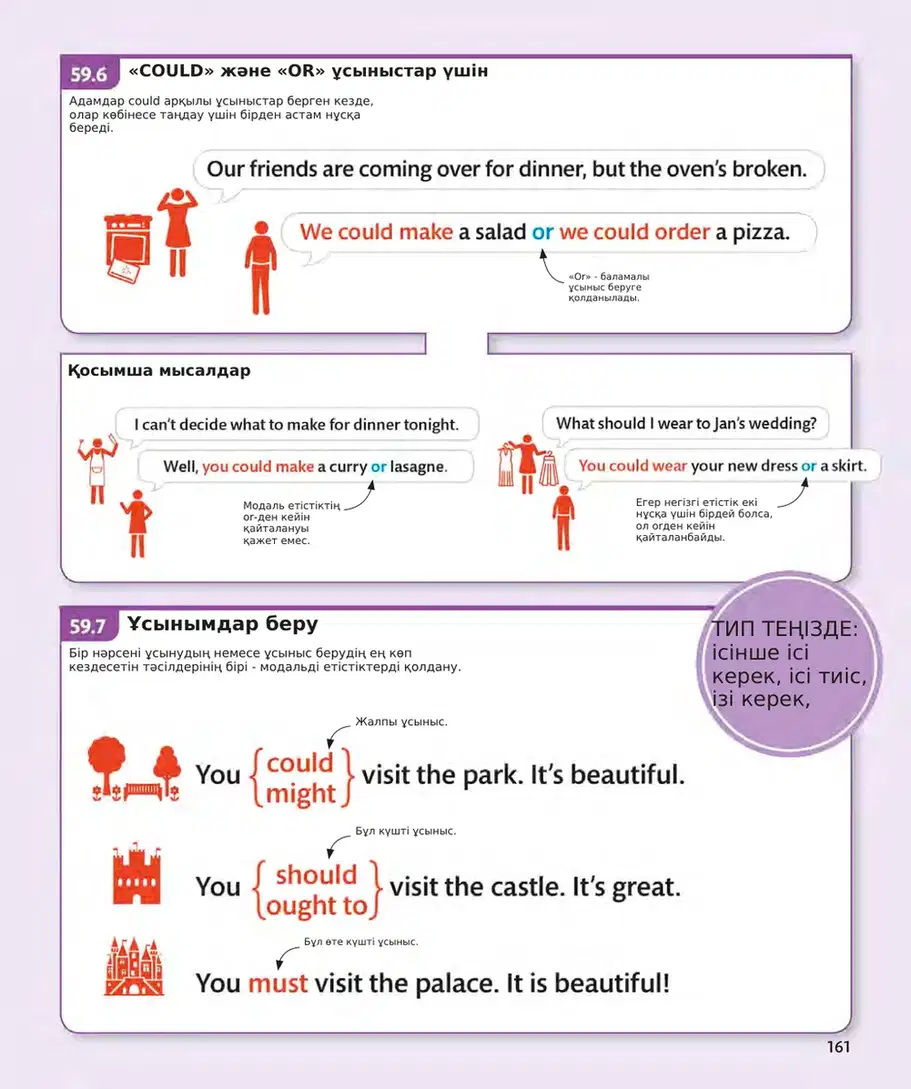 59.6 «COULD» және «OR» ұсыныстар үшін
Адамдар could арқылы ұсыныстар берген кезде,
олар көбінесе таңдау үшін бірден астам нұсқа
береді.
Our friends are coming over for dinner, but the oven's broken.
We could make a salad or we could order a pizza.
«Or» - баламалы
ұсыныс беруге
қолданылады.
Қосымша мысалдар
I can't decide what to make for dinner tonight.
Well, you could make a curry or lasagne.
Модаль етістіктің
or-ден кейін
қайталануы
қажет емес.
What should I wear to Jan's wedding?
You could wear your new dress or a skirt.
Егер негізгі етістік екі
нұсқа үшін бірдей болса,
ол orден кейін
қайталанбайды.
59.7 Ұсынымдар беру
Бір нәрсені ұсынудың немесе ұсыныс берудің ең көп
кездесетін тәсілдерінің бірі - модальді етістіктерді қолдану.
ТИП ТЕҢІЗДЕ:
ісінше ісі
керек, ісі тиіс,
ізі керек,
Жалпы ұсыныс.
You { could might } visit the park. It's beautiful.
Бұл күшті ұсыныс.
You { should ought to } visit the castle. It's great.
Бұл өте күшті ұсыныс.
You must visit the palace. It is beautiful!
161